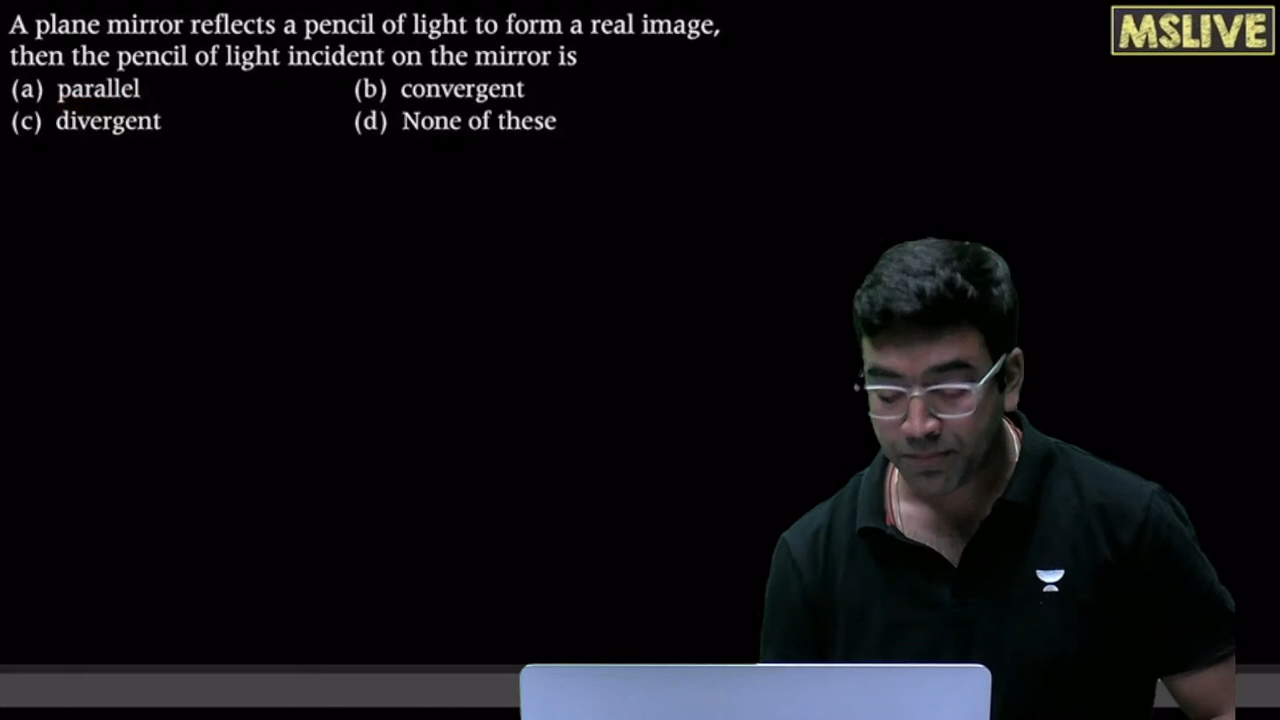 A plane mirror reflects a pencil of light to form a real image,
then the pencil of light incident on the mirror is
(a) parallel (b) convergent
(c) divergent (d) None of these
MSLIVE